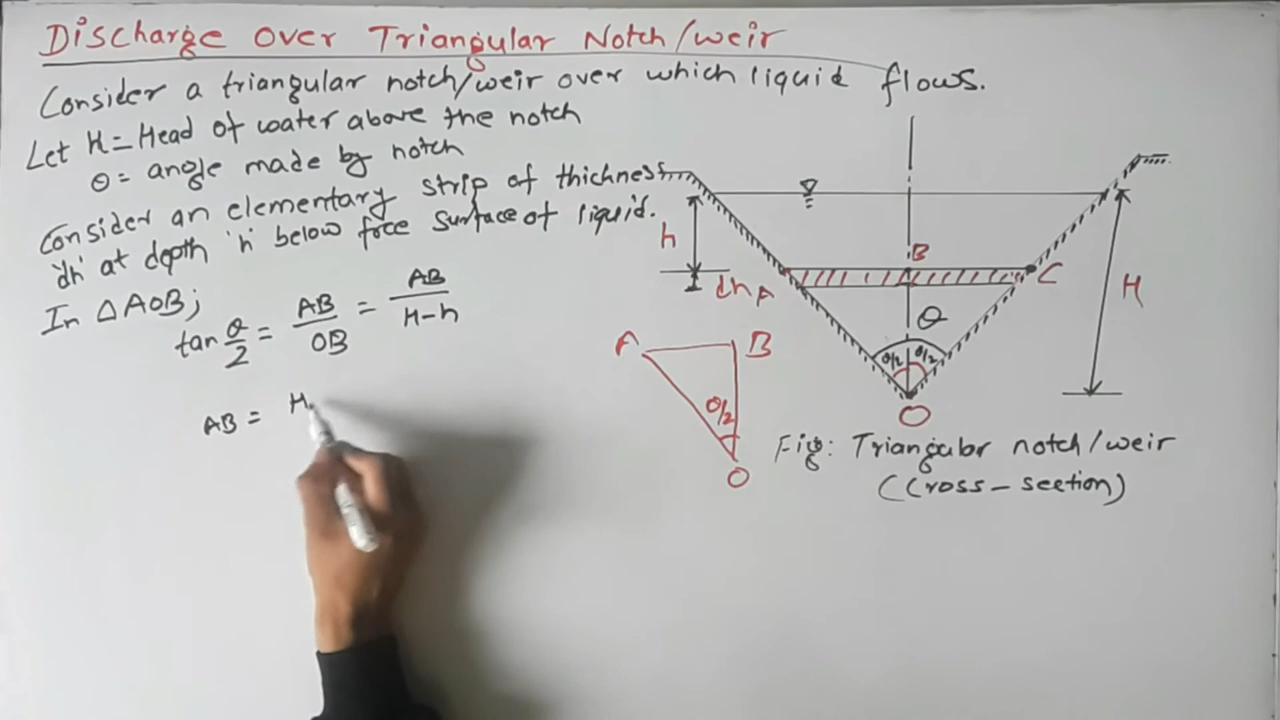 Discharge over Triangular Notch/weir
Consider a triangular notch/weir over which liquid flows.
Let H = Head of water above the notch
θ = angle made by notch
Consider an elementary strip of thickness
'dh' at depth 'h' below free surface of liquid.
In △AOB;
tan θ/2 = AB/OB = AB/H-h
AB = H
h
dh
A
B
C
H
θ
θ/2 θ/2
O
A
B
θ/2
O
Fig: Triangular notch/weir
(Cross-section)